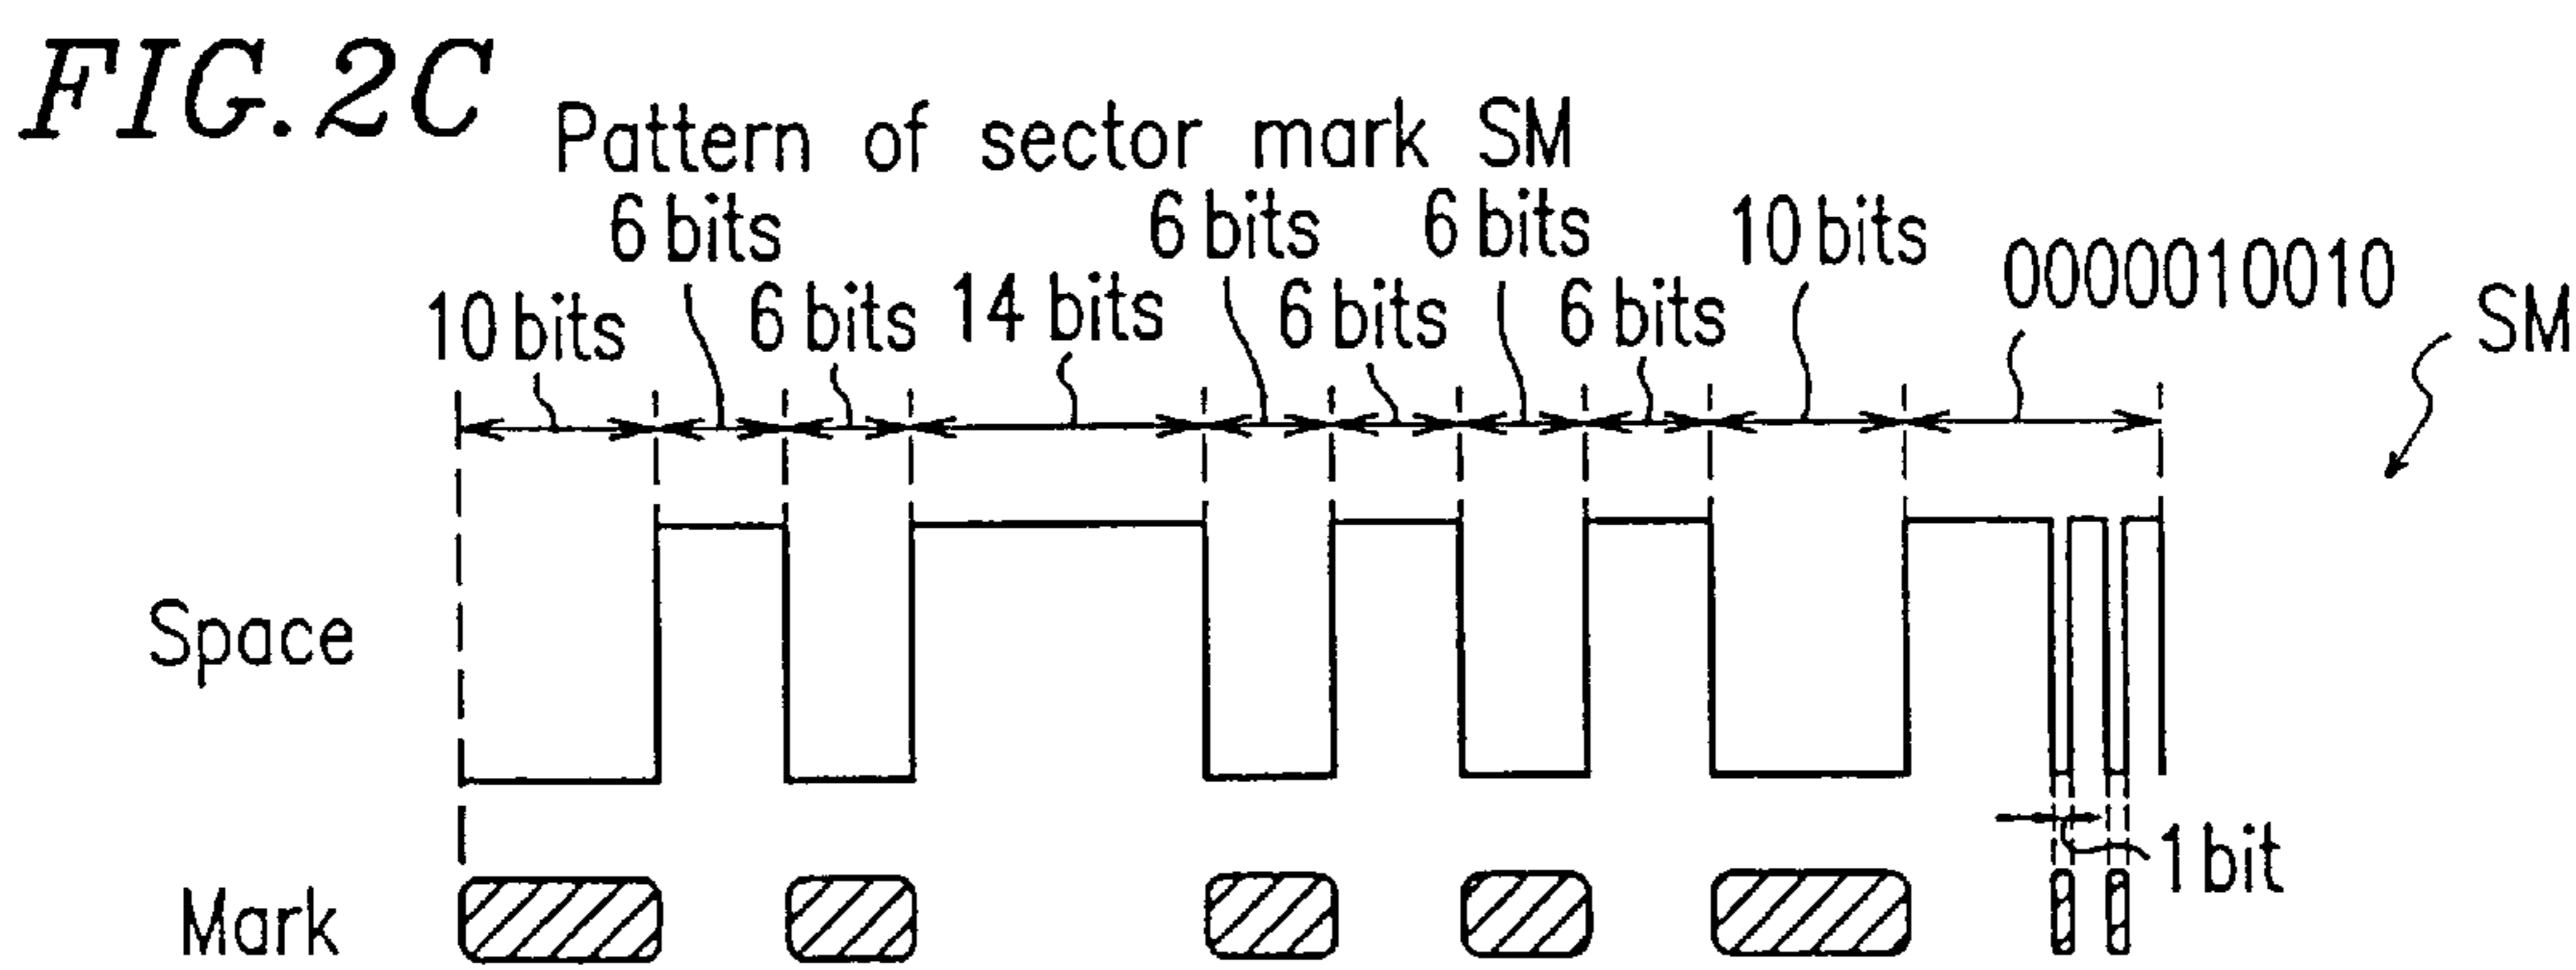 FIG.2C
Pattern of sector mark SM
6 bits 6 bits 6 bits 10 bits
10 bits 6 bits 14 bits 6 bits 6 bits 0000010010 SM
Space
1 bit
Mark